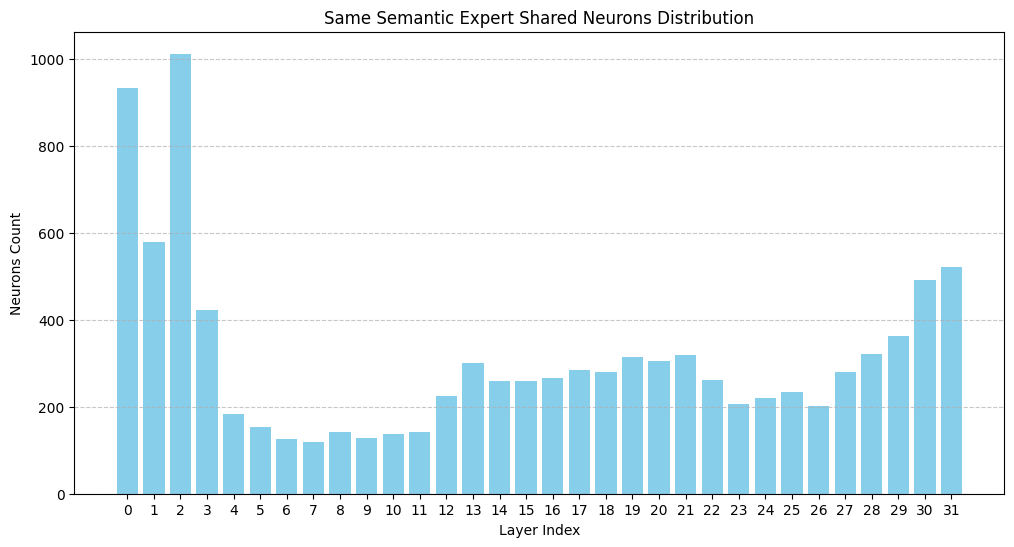 Same Semantic Expert Shared Neurons Distribution
1000
800
600
400
200
0
Neurons Count
0 1 2 3 4 5 6 7 8 9 10 11 12 13 14 15 16 17 18 19 20 21 22 23 24 25 26 27 28 29 30 31
Layer Index